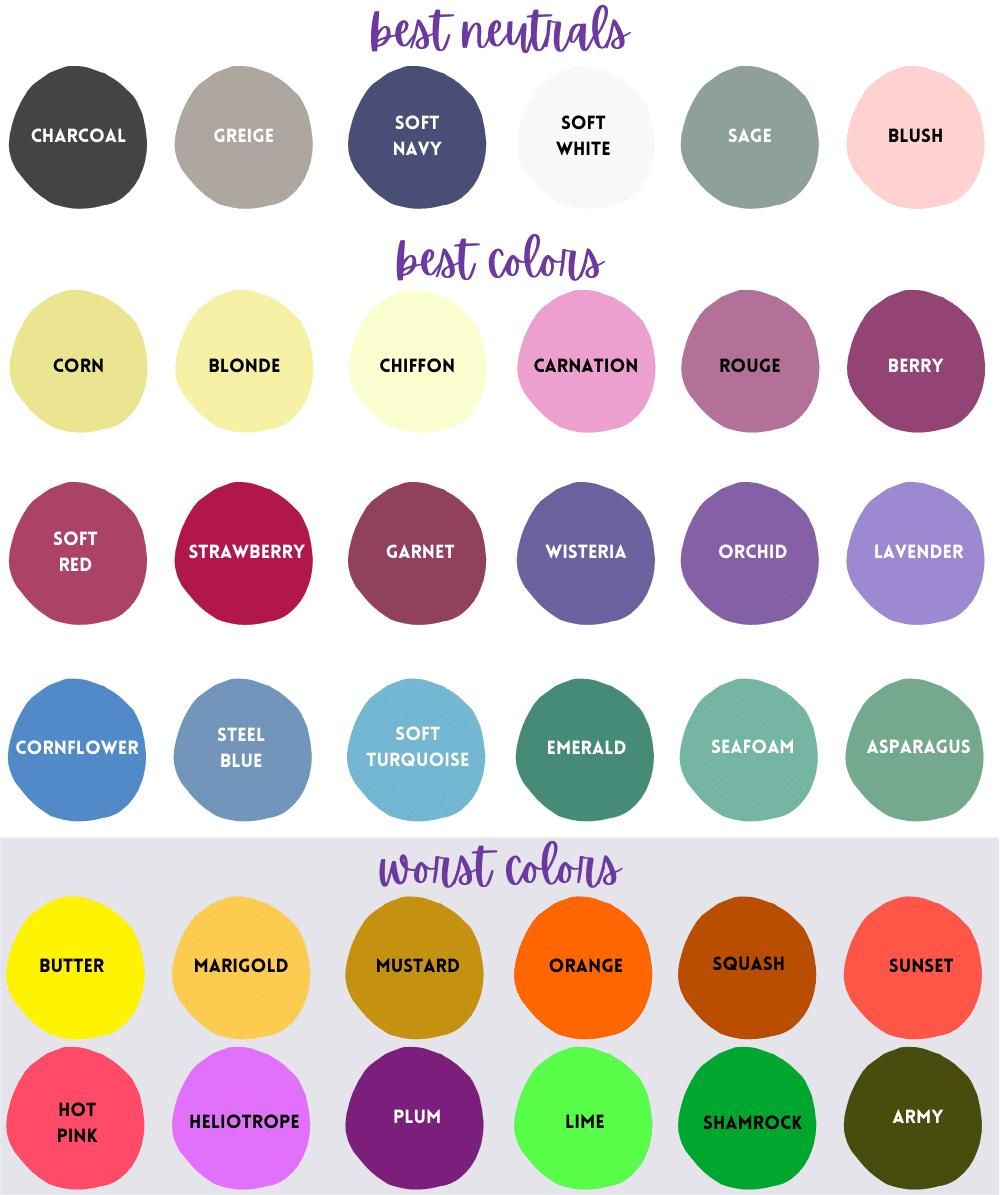 best neutrals
CHARCOAL
GREIGE
SOFT
NAVY
SOFT
WHITE
SAGE
BLUSH
best colors
CORN
BLONDE
CHIFFON
CARNATION
ROUGE
BERRY
SOFT
RED
STRAWBERRY
GARNET
WISTERIA
ORCHID
LAVENDER
CORNFLOWER
STEEL
BLUE
SOFT
TURQUOISE
EMERALD
SEAFOAM
ASPARAGUS
worst colors
BUTTER
MARIGOLD
MUSTARD
ORANGE
SQUASH
SUNSET
HOT
PINK
HELIOTROPE
PLUM
LIME
SHAMROCK
ARMY